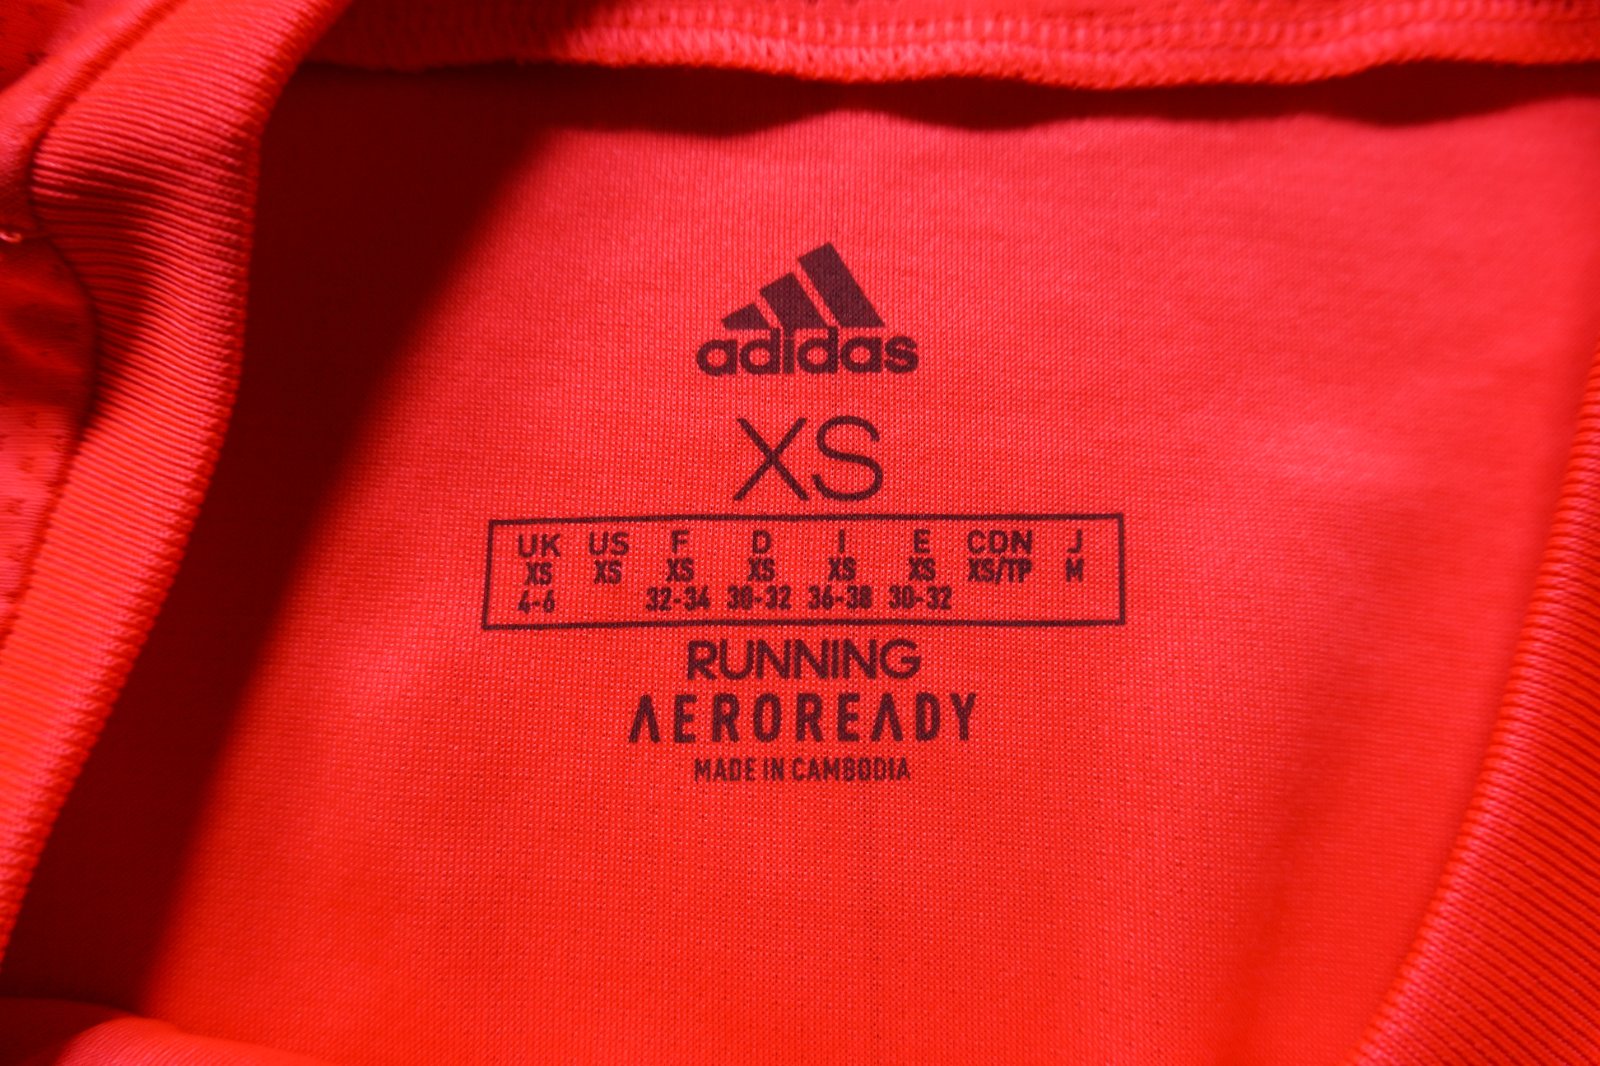 adidas
XS
UK US F D I E CDN J
XS XS XS XS XS XS XS/TP M
4-6 32-34 30-32 36-38 30-32
RUNNING
AEROREADY
MADE IN CAMBODIA